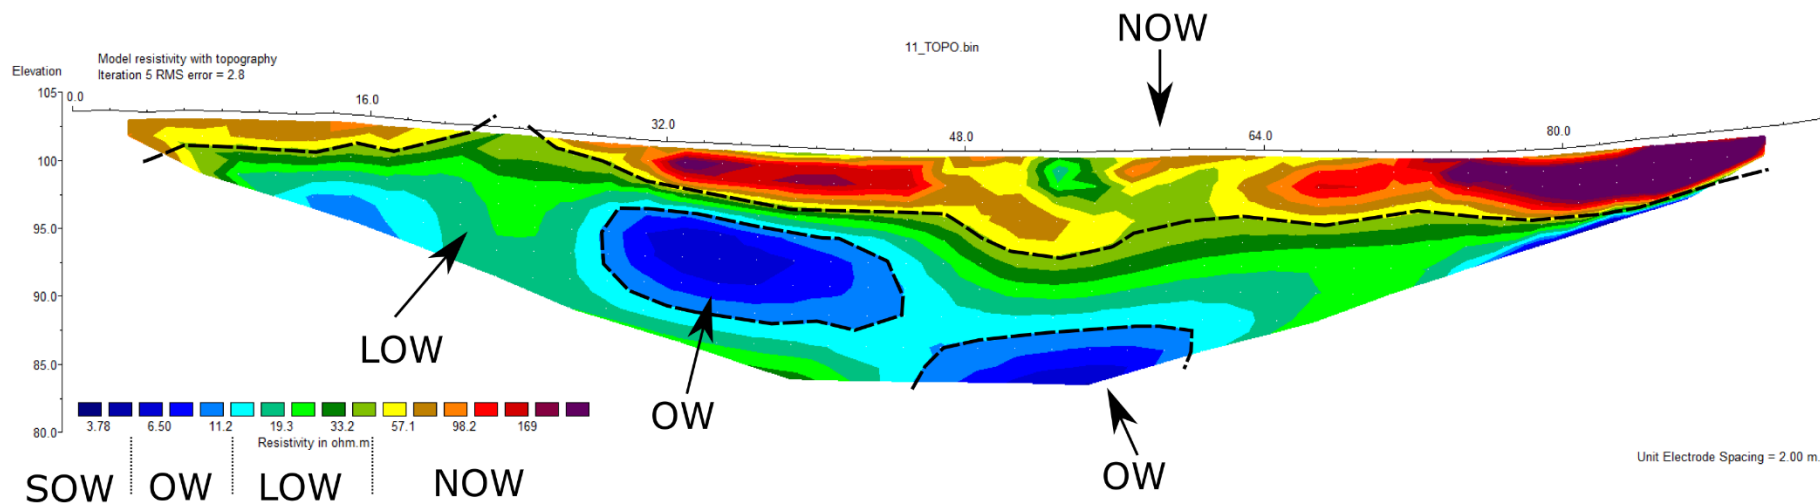 NOW
11_TOPO.bin
Model resistivity with topography
Iteration 5 RMS error = 2.8
Elevation
105
0.0
16.0
32.0
48.0
64.0
80.0
100
95.0
90.0
85.0
80.0
LOW
OW
OW
3.78 6.50 11.2 19.3 33.2 57.1 98.2 169
Resistivity in ohm.m
Unit Electrode Spacing = 2.00 m.
SOW OW LOW NOW